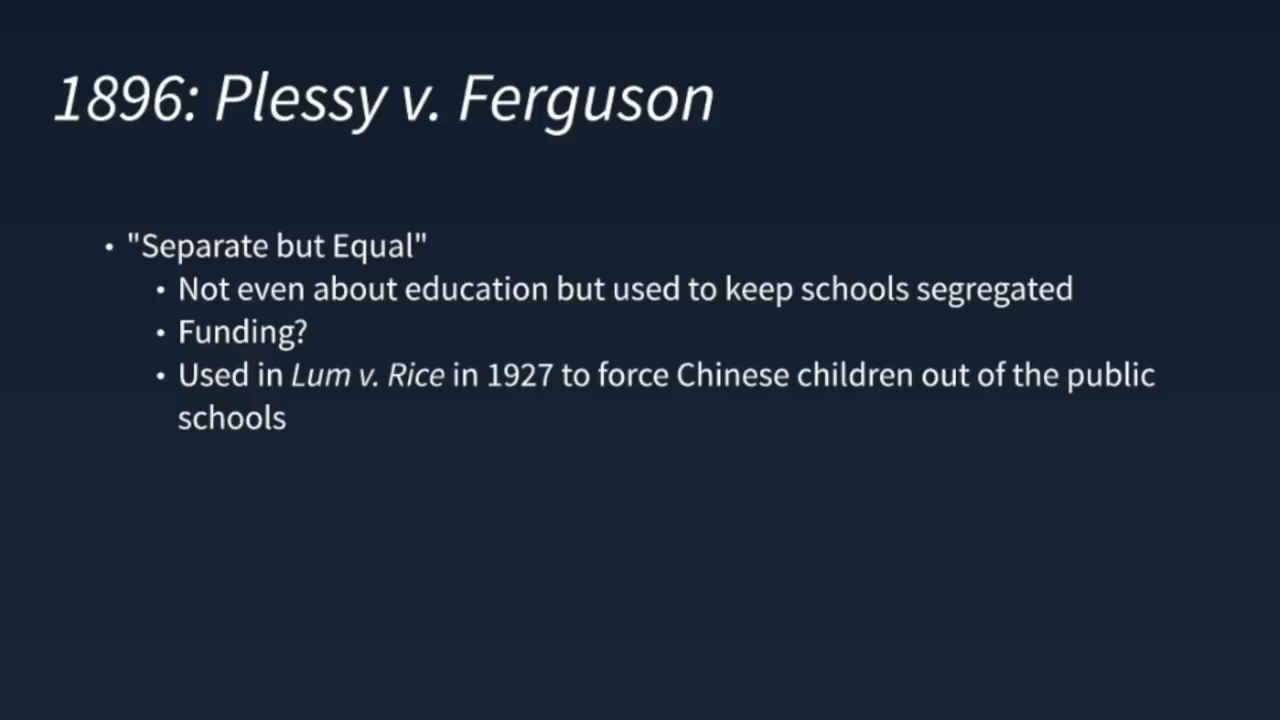 1896: Plessy v. Ferguson
• "Separate but Equal"
• Not even about education but used to keep schools segregated
• Funding?
• Used in Lum v. Rice in 1927 to force Chinese children out of the public
schools